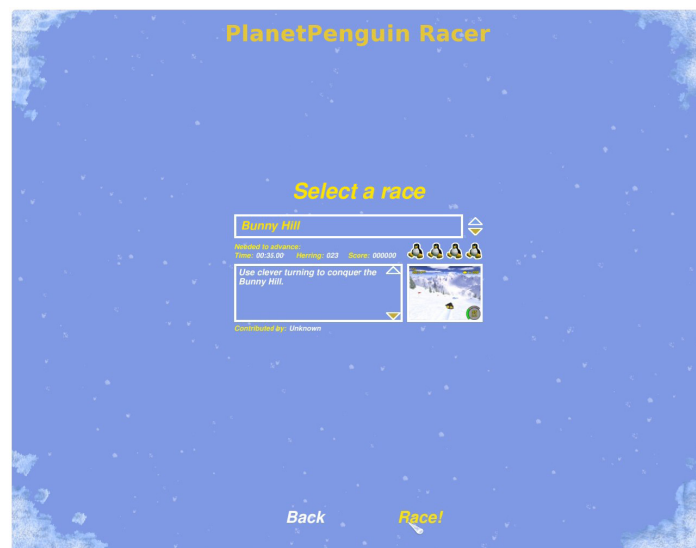 PlanetPenguin Racer
Select a race
Bunny Hill
Needed to advance:
Time: 00:35.00 Herring: 023 Score: 000000
Use clever turning to conquer the
Bunny Hill.
Contributed by: Unknown
Back Race!